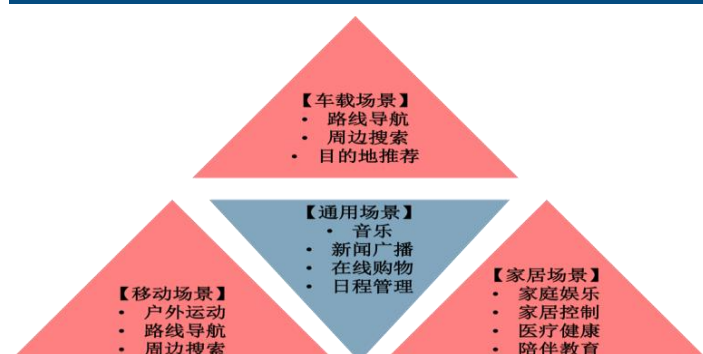 【车载场景】
• 路线导航
• 周边搜索
• 目的地推荐
【通用场景】
• 音乐
• 新闻广播
• 在线购物
• 日程管理
【移动场景】
• 户外运动
• 路线导航
• 周边搜索
【家居场景】
• 家庭娱乐
• 家居控制
• 医疗健康
• 陪伴教育